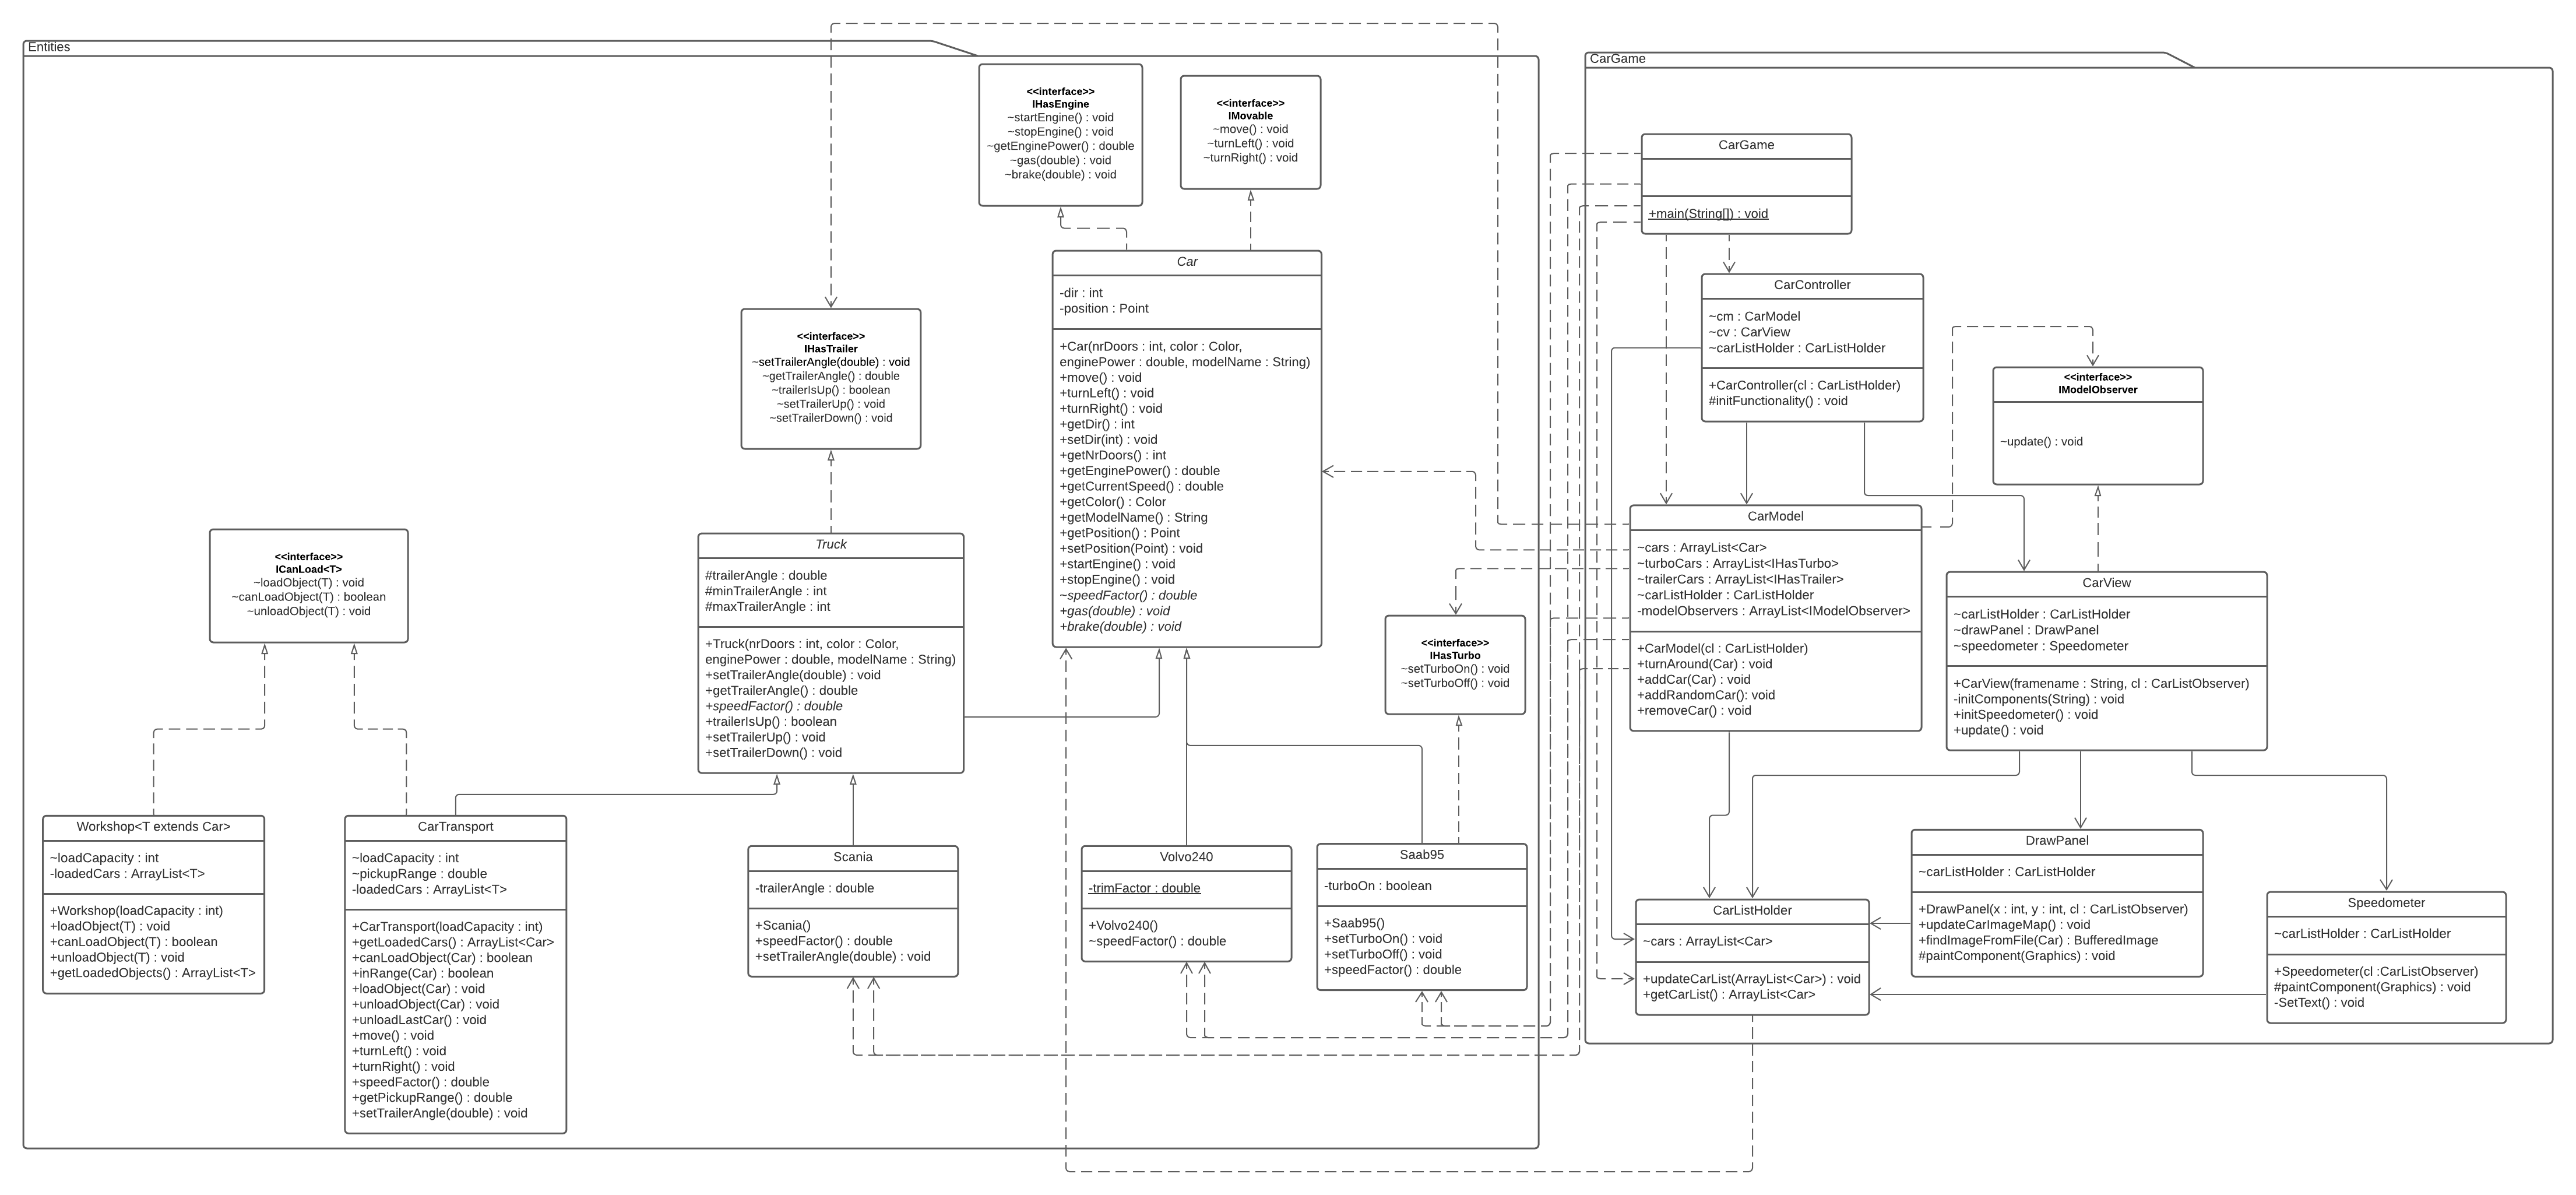 Entities
<<interface>>
IHasEngine
~startEngine() : void
~stopEngine() : void
~getEnginePower() : double
~gas(double) : void
~brake(double) : void
<<interface>>
IMovable
~move() : void
~turnLeft() : void
~turnRight() : void
Car
-dir : int
-position : Point
+Car(nrDoors : int, color : Color,
enginePower : double, modelName : String)
+move() : void
+turnLeft() : void
+turnRight() : void
+getDir() : int
+setDir(int) : void
+getNrDoors() : int
+getEnginePower() : double
+getCurrentSpeed() : double
+getColor() : Color
+getModelName() : String
+getPosition() : Point
+setPosition(Point) : void
+startEngine() : void
+stopEngine() : void
~speedFactor() : double
+gas(double) : void
+brake(double) : void
<<interface>>
IHasTrailer
~setTrailerAngle(double) : void
~getTrailerAngle() : double
~trailerIsUp() : boolean
~setTrailerUp() : void
~setTrailerDown() : void
<<interface>>
ICanLoad<T>
~loadObject(T) : void
~canLoadObject(T) : boolean
~unloadObject(T) : void
Truck
#trailerAngle : double
#minTrailerAngle : int
#maxTrailerAngle : int
+Truck(nrDoors : int, color : Color,
enginePower : double, modelName : String)
+setTrailerAngle(double) : void
+getTrailerAngle() : double
+speedFactor() : double
+trailerIsUp() : boolean
+setTrailerUp() : void
+setTrailerDown() : void
<<interface>>
IHasTurbo
~setTurboOn() : void
~setTurboOff() : void
Workshop<T extends Car>
~loadCapacity : int
-loadedCars : ArrayList<T>
+Workshop(loadCapacity : int)
+loadObject(T) : void
+canLoadObject(T) : boolean
+unloadObject(T) : void
+getLoadedObjects() : ArrayList<T>
CarTransport
~loadCapacity : int
~pickupRange : double
-loadedCars : ArrayList<T>
+CarTransport(loadCapacity : int)
+getLoadedCars() : ArrayList<Car>
+canLoadObject(Car) : boolean
+inRange(Car) : boolean
+loadObject(Car) : void
+unloadObject(Car) : void
+unloadLastCar() : void
+move() : void
+turnLeft() : void
+turnRight() : void
+speedFactor() : double
+getPickupRange() : double
+setTrailerAngle(double) : void
Scania
-trailerAngle : double
+Scania()
+speedFactor() : double
+setTrailerAngle(double) : void
Volvo240
-trimFactor : double
+Volvo240()
~speedFactor() : double
Saab95
-turboOn : boolean
+Saab95()
+setTurboOn() : void
+setTurboOff() : void
+speedFactor() : double
CarGame
CarGame
+main(String[]) : void
CarController
~cm : CarModel
~cv : CarView
~carListHolder : CarListHolder
+CarController(cl : CarListHolder)
#initFunctionality() : void
<<interface>>
IModelObserver
~update() : void
CarModel
~cars : ArrayList<Car>
~turboCars : ArrayList<IHasTurbo>
~trailerCars : ArrayList<IHasTrailer>
~carListHolder : CarListHolder
-modelObservers : ArrayList<IModelObserver>
+CarModel(cl : CarListHolder)
+turnAround(Car) : void
+addCar(Car) : void
+addRandomCar(): void
+removeCar() : void
CarView
~carListHolder : CarListHolder
~drawPanel : DrawPanel
~speedometer : Speedometer
+CarView(framename : String, cl : CarListObserver)
-initComponents(String) : void
+initSpeedometer() : void
+update() : void
CarListHolder
~cars : ArrayList<Car>
+updateCarList(ArrayList<Car>) : void
+getCarList() : ArrayList<Car>
DrawPanel
~carListHolder : CarListHolder
+DrawPanel(x : int, y : int, cl : CarListObserver)
+updateCarImageMap() : void
+findImageFromFile(Car) : BufferedImage
#paintComponent(Graphics) : void
Speedometer
~carListHolder : CarListHolder
+Speedometer(cl :CarListObserver)
#paintComponent(Graphics) : void
-SetText() : void